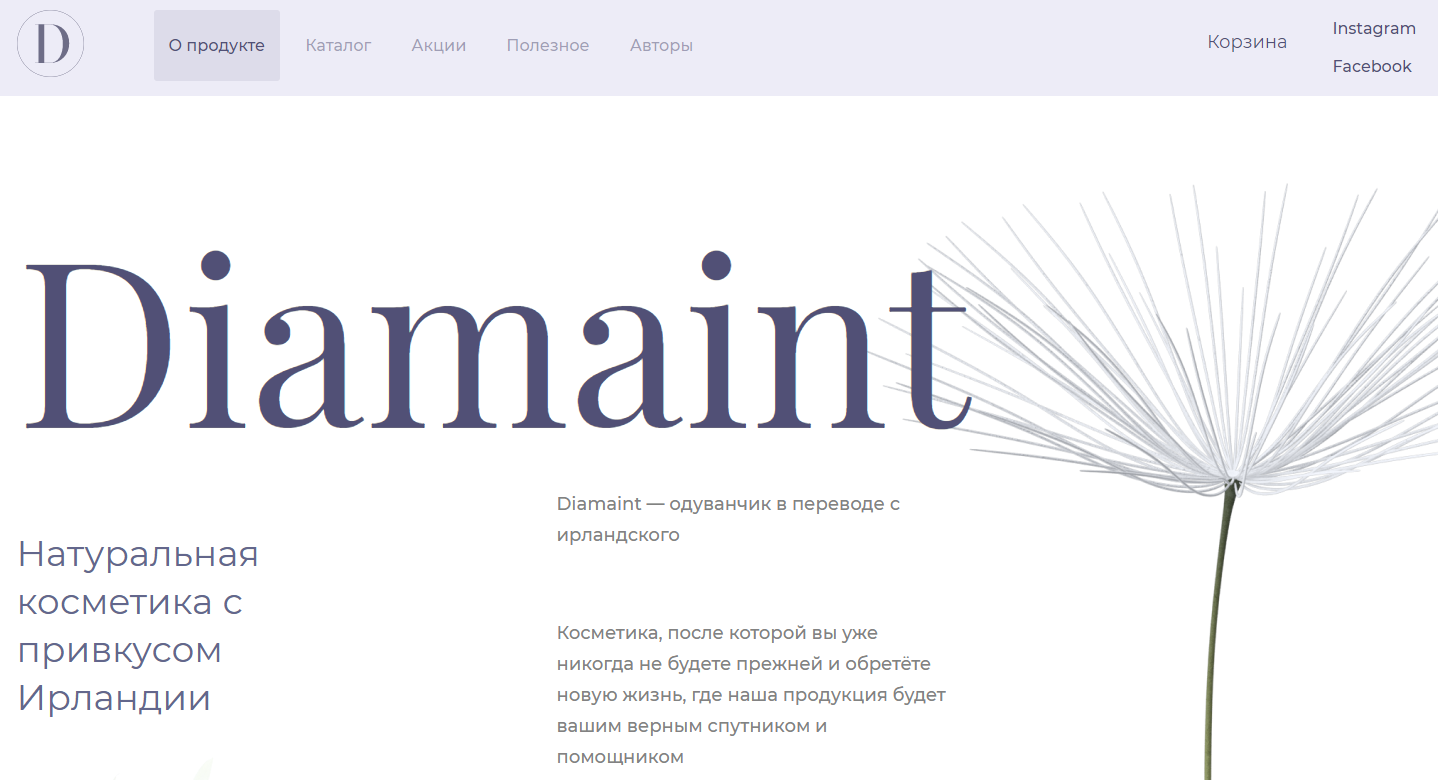 D
О продукте
Каталог
Акции
Полезное
Авторы
Корзина
Instagram
Facebook
Diamaint
Натуральная
косметика с
привкусом
Ирландии
Diamaint — одуванчик в переводе с
ирландского
Косметика, после которой вы уже
никогда не будете прежней и обретёте
новую жизнь, где наша продукция будет
вашим верным спутником и
помощником